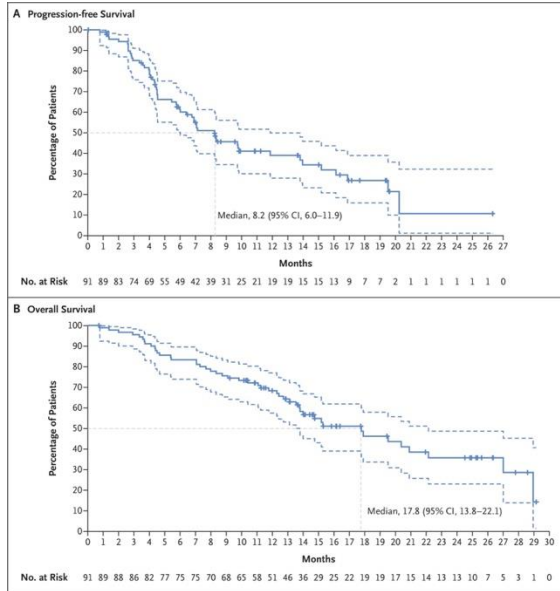 A Progression-free Survival
100
90
80
70
60
50
40
30
20
10
0
Percentage of Patients
Median, 8.2 (95% CI, 6.0–11.9)
0 1 2 3 4 5 6 7 8 9 10 11 12 13 14 15 16 17 18 19 20 21 22 23 24 25 26 27
Months
No. at Risk 91 89 83 74 69 55 49 42 39 31 25 21 19 19 15 15 13 9 7 7 2 1 1 1 1 1 1 0
B Overall Survival
100
90
80
70
60
50
40
30
20
10
0
Percentage of Patients
Median, 17.8 (95% CI, 13.8–22.1)
0 1 2 3 4 5 6 7 8 9 10 11 12 13 14 15 16 17 18 19 20 21 22 23 24 25 26 27 28 29 30
Months
No. at Risk 91 89 88 86 82 77 75 75 70 68 65 58 51 46 36 29 25 22 19 19 17 15 14 13 13 10 7 5 3 1 0